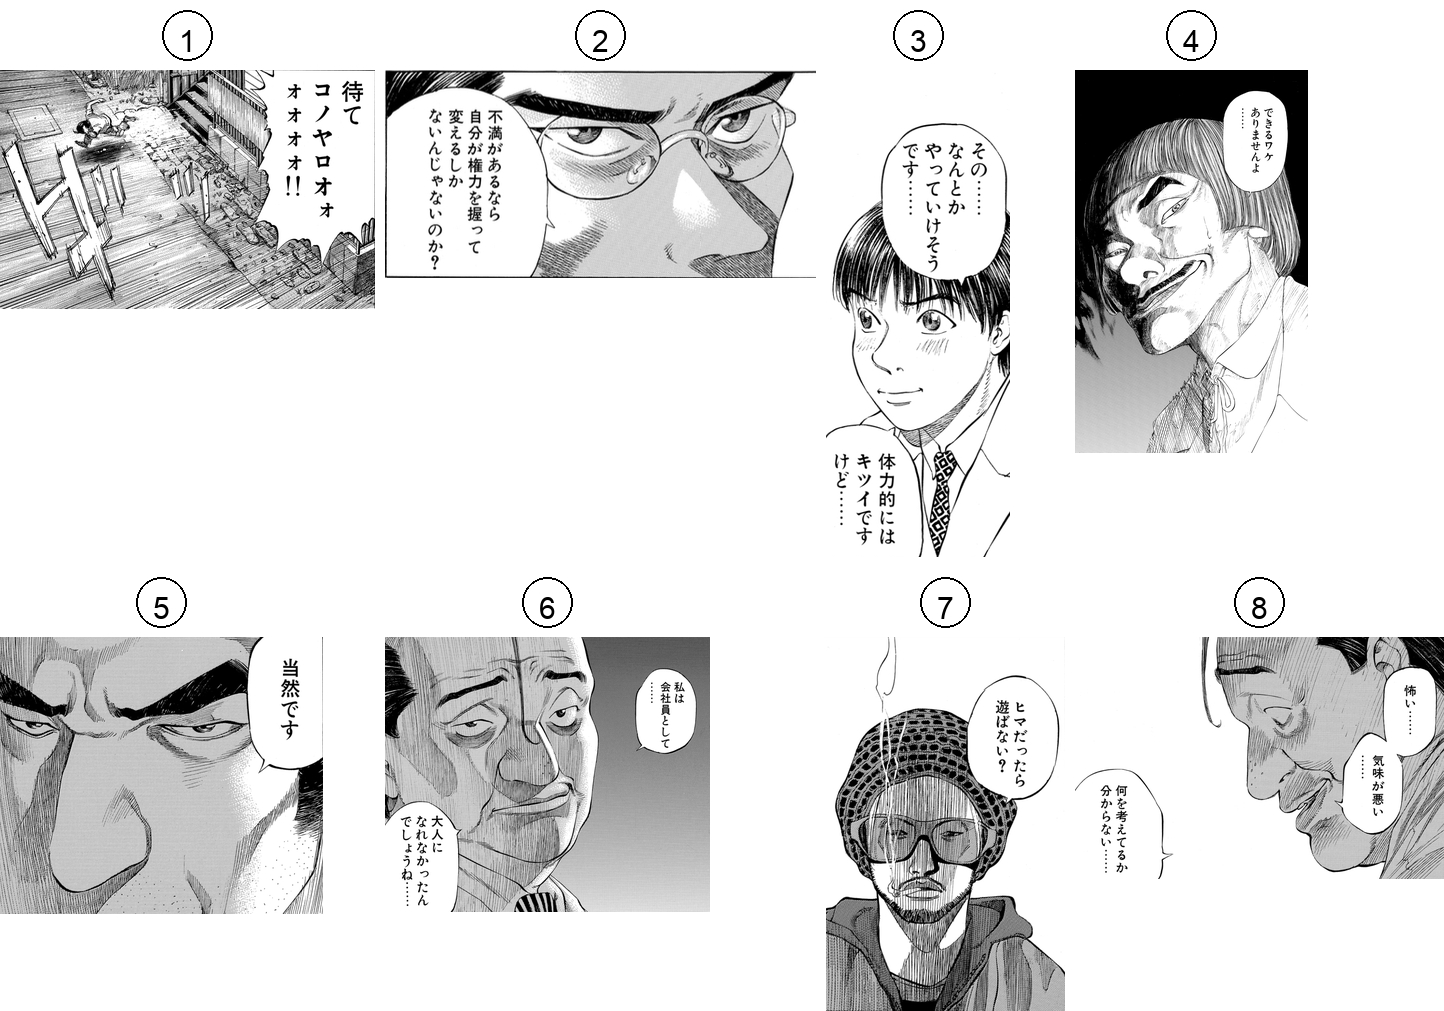 1
待て
コノヤロォォ
ォォォォ!!
ダダダ
2
不満があるなら
自分が権力を握って
変えるしか
ないんじゃないのか?
3
その……
なんとか
やっていけそう
です……
体力的には
キツイです
けど……
4
できるワケ
ありませんよ
……
5
当然です
6
私は
会社員として
……
大人に
なれなかったん
でしょうね……
7
ヒマだったら
遊ばない?
8
怖い……
気味が悪い
……
何を考えてるか
分からない……